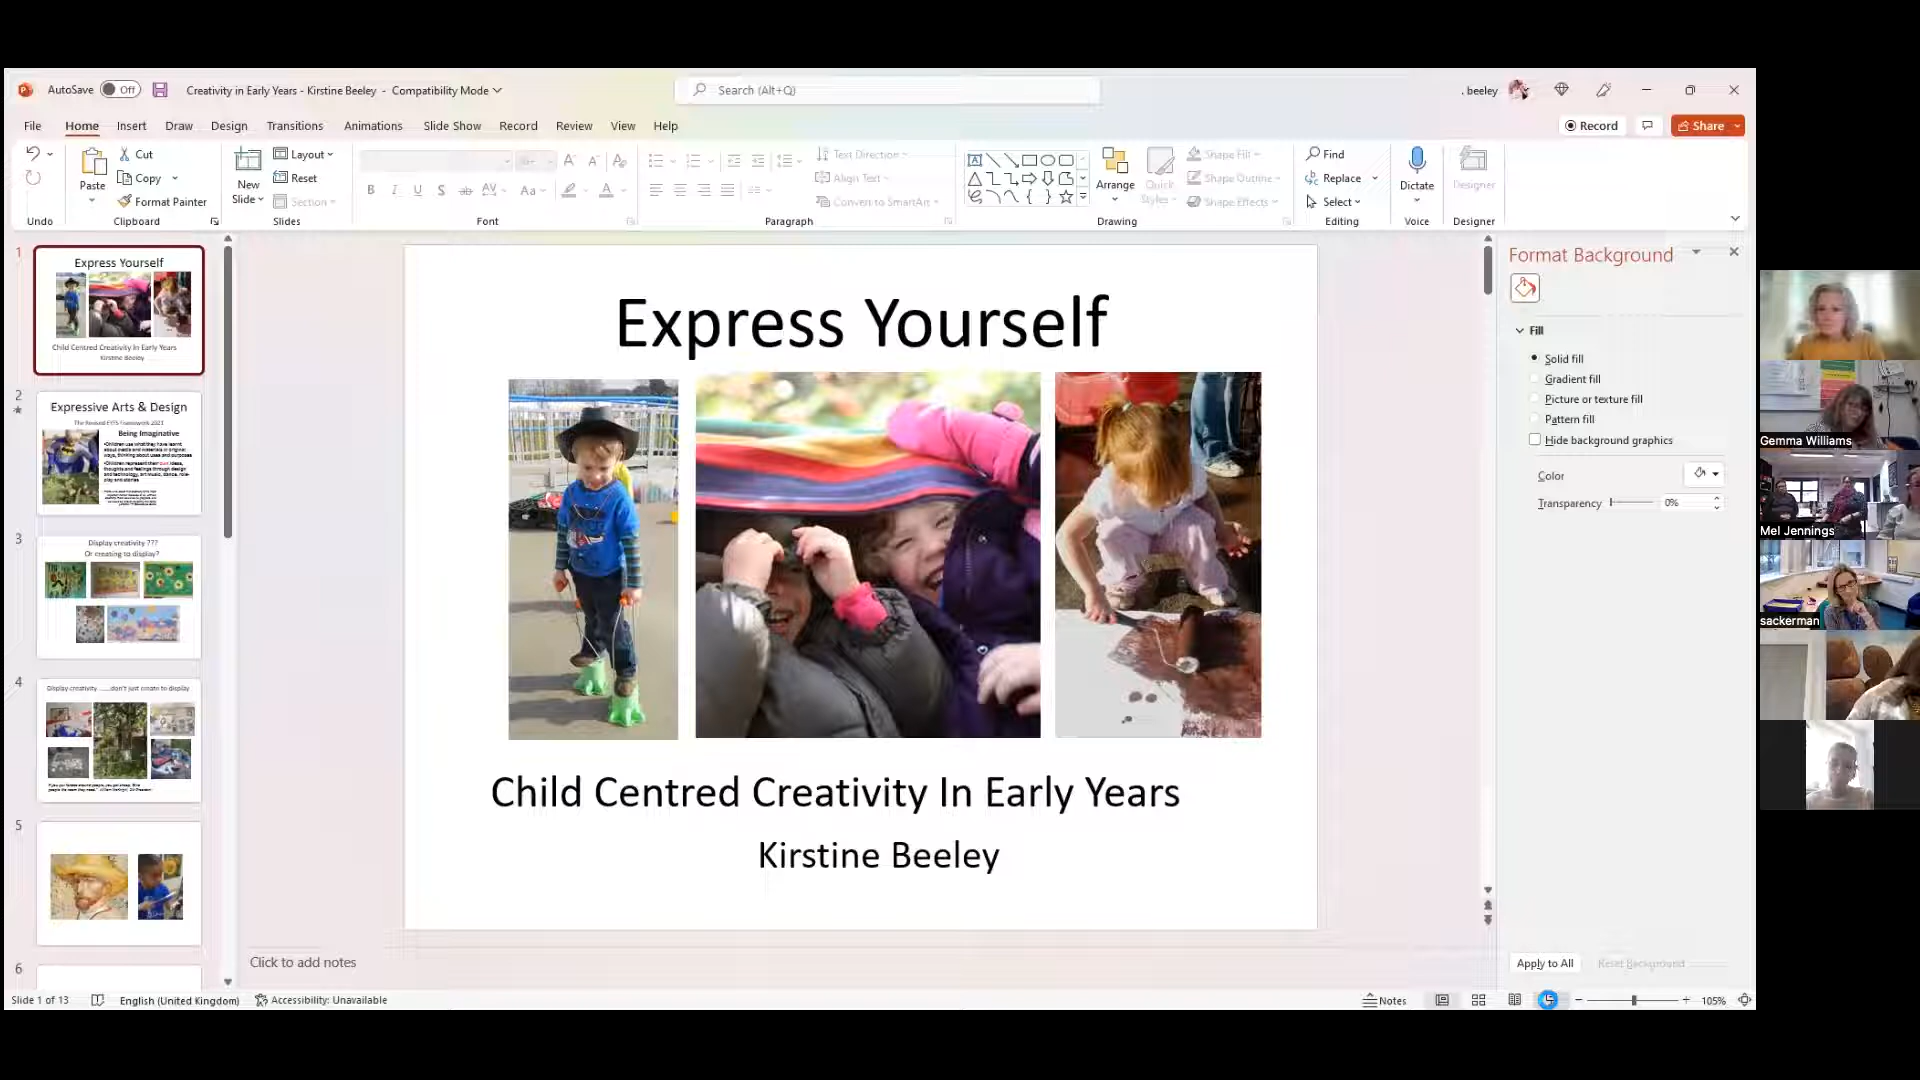 AutoSave Off Creativity in Early Years - Kirstine Beeley - Compatibility Mode Search (Alt+Q) . beeley
File Home Insert Draw Design Transitions Animations Slide Show Record Review View Help Record Share
Cut
Copy
Paste
Format Painter
New Slide
Layout
Reset
Section
Text Direction
Align Text
Convert to SmartArt
Arrange
Quick Styles
Shape Fill
Shape Outline
Shape Effects
Find
Replace
Select
Dictate
Designer
Undo Clipboard Slides Font Paragraph Drawing Editing Voice Designer
1
Express Yourself
Child Centred Creativity In Early Years
Kirstine Beeley
2
Expressive Arts & Design
The Revised EYFS Framework 2021
Being Imaginative
3
Display creativity ???
Or creating to display?
4
Display creativity ......don't just create to display
5
6
Express Yourself
Child Centred Creativity In Early Years
Kirstine Beeley
Click to add notes
Format Background
Fill
Solid fill
Gradient fill
Picture or texture fill
Pattern fill
Hide background graphics
Color
Transparency 0%
Apply to All Reset Background
Gemma Williams
Mel Jennings
sackerman
Slide 1 of 13 English (United Kingdom) Accessibility: Unavailable Notes 105%